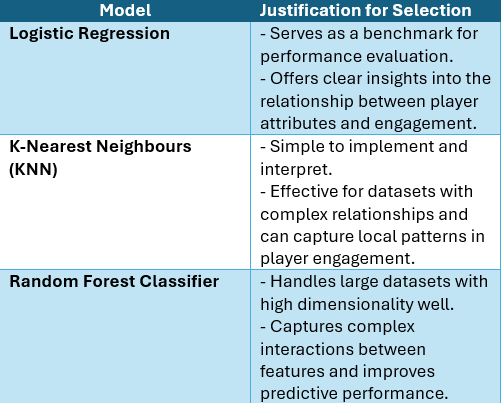 Model Justification for Selection
Logistic Regression - Serves as a benchmark for
performance evaluation.
- Offers clear insights into the
relationship between player
attributes and engagement.
K-Nearest Neighbours - Simple to implement and
(KNN) interpret.
- Effective for datasets with
complex relationships and
can capture local patterns in
player engagement.
Random Forest Classifier - Handles large datasets with
high dimensionality well.
- Captures complex
interactions between
features and improves
predictive performance.